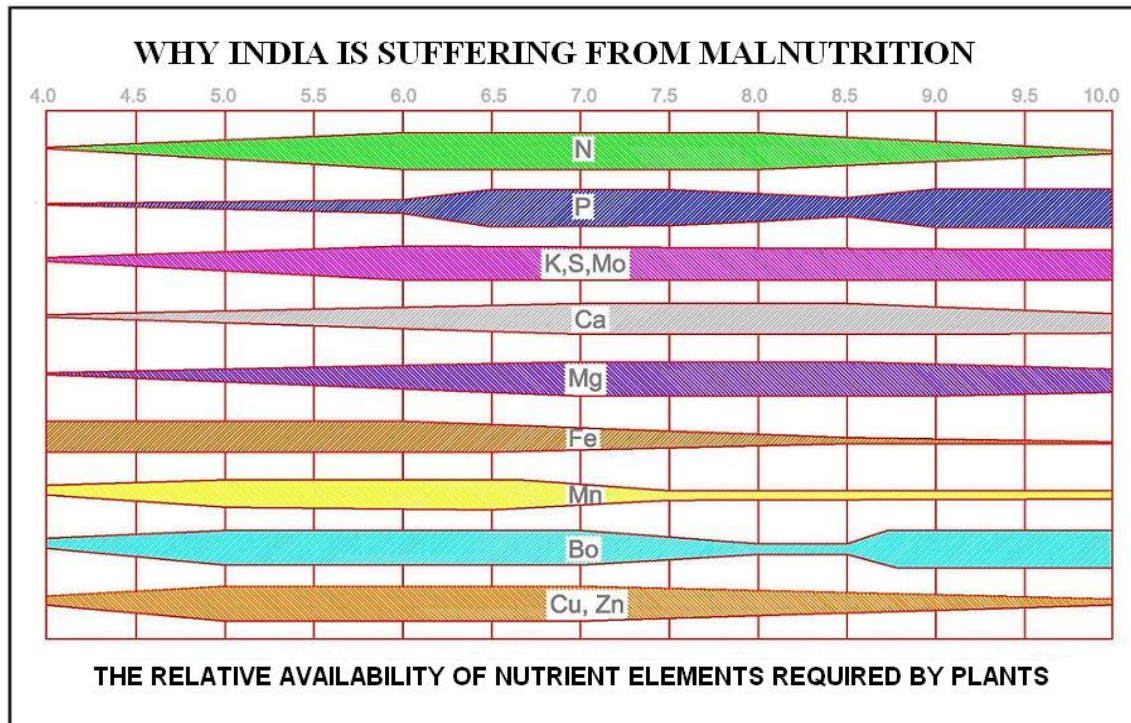 WHY INDIA IS SUFFERING FROM MALNUTRITION
4.0 4.5 5.0 5.5 6.0 6.5 7.0 7.5 8.0 8.5 9.0 9.5 10.0
N
P
K,S,Mo
Ca
Mg
Fe
Mn
Bo
Cu, Zn
THE RELATIVE AVAILABILITY OF NUTRIENT ELEMENTS REQUIRED BY PLANTS